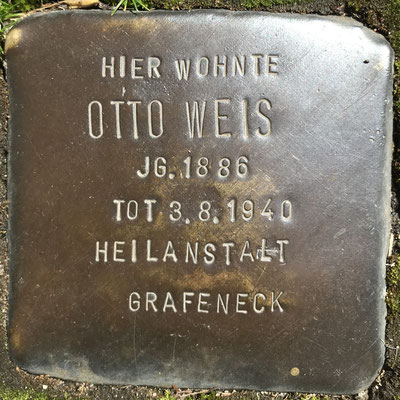 HIER WOHNTE
OTTO WEIS
JG. 1886
TOT 3.8.1940
HEILANSTALT
GRAFENECK